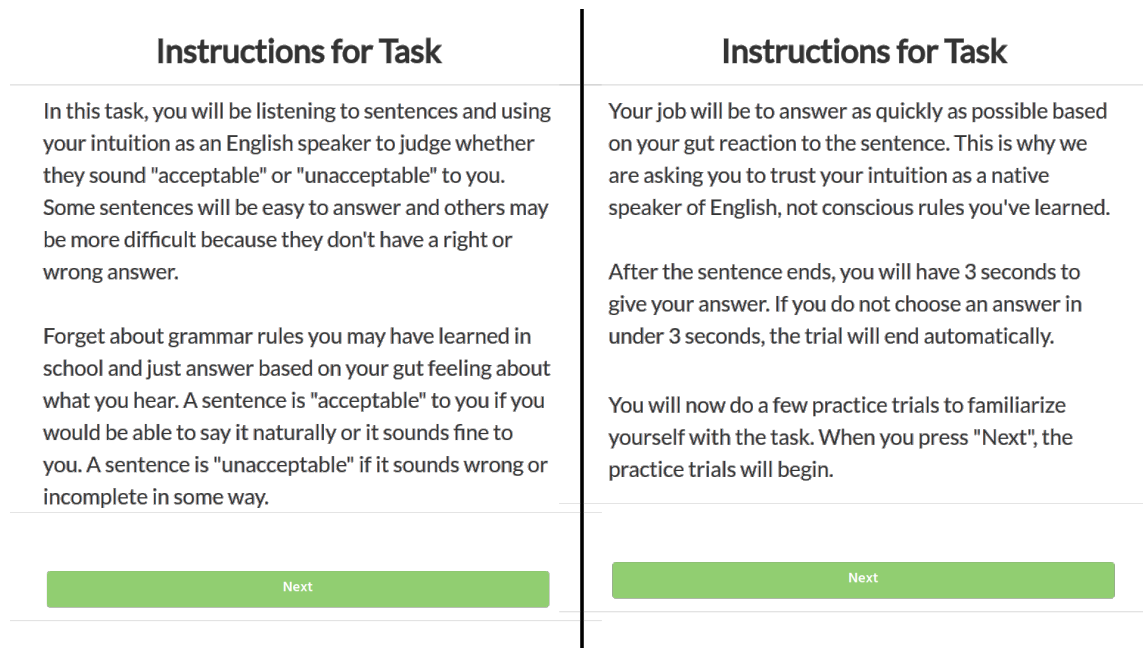 Instructions for Task
In this task, you will be listening to sentences and using
your intuition as an English speaker to judge whether
they sound "acceptable" or "unacceptable" to you.
Some sentences will be easy to answer and others may
be more difficult because they don't have a right or
wrong answer.
Forget about grammar rules you may have learned in
school and just answer based on your gut feeling about
what you hear. A sentence is "acceptable" to you if you
would be able to say it naturally or it sounds fine to
you. A sentence is "unacceptable" if it sounds wrong or
incomplete in some way.
Next
Instructions for Task
Your job will be to answer as quickly as possible based
on your gut reaction to the sentence. This is why we
are asking you to trust your intuition as a native
speaker of English, not conscious rules you've learned.
After the sentence ends, you will have 3 seconds to
give your answer. If you do not choose an answer in
under 3 seconds, the trial will end automatically.
You will now do a few practice trials to familiarize
yourself with the task. When you press "Next", the
practice trials will begin.
Next